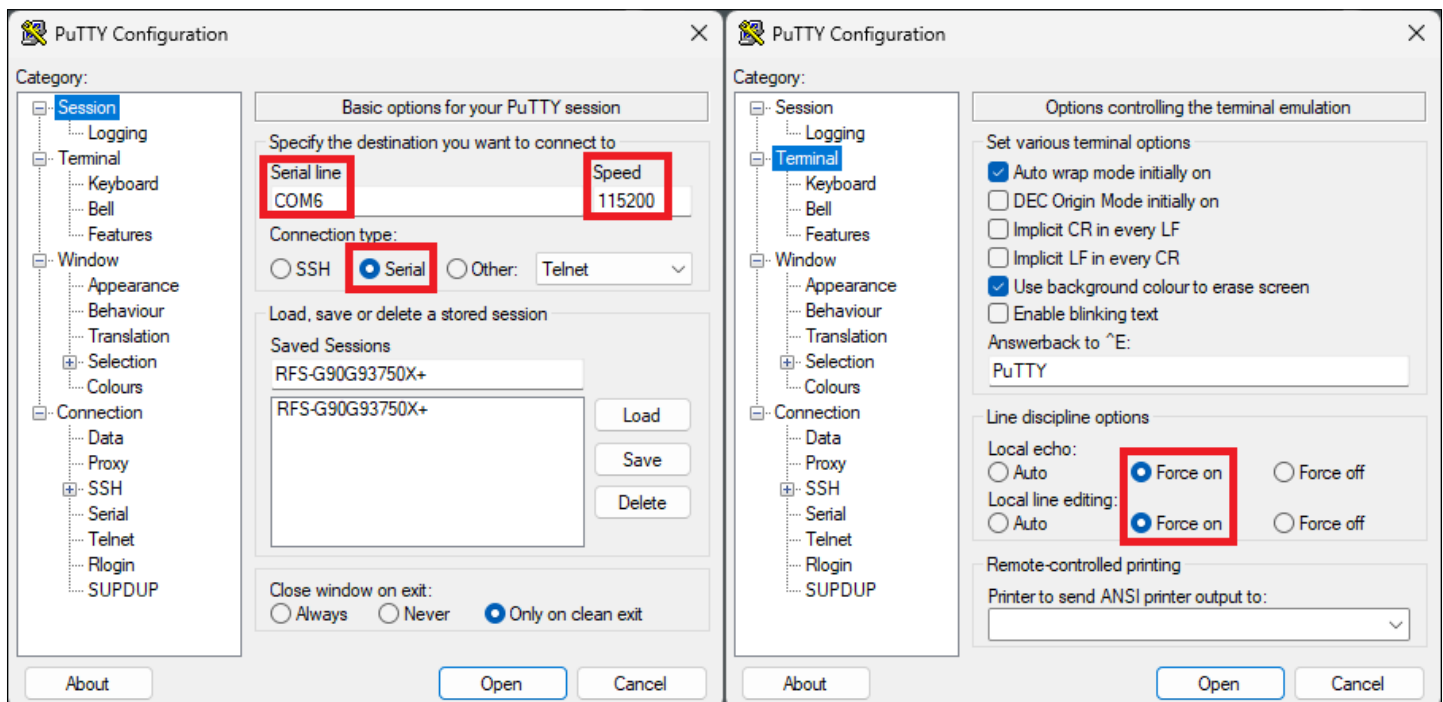 PuTTY Configuration
Category:
Session
Logging
Terminal
Keyboard
Bell
Features
Window
Appearance
Behaviour
Translation
Selection
Colours
Connection
Data
Proxy
SSH
Serial
Telnet
Rlogin
SUPDUP
Basic options for your PuTTY session
Specify the destination you want to connect to
Serial line Speed
COM6 115200
Connection type:
SSH Serial Other: Telnet
Load, save or delete a stored session
Saved Sessions
RFS-G90G93750X+
RFS-G90G93750X+
Load
Save
Delete
Close window on exit:
Always Never Only on clean exit
About Open Cancel
PuTTY Configuration
Category:
Session
Logging
Terminal
Keyboard
Bell
Features
Window
Appearance
Behaviour
Translation
Selection
Colours
Connection
Data
Proxy
SSH
Serial
Telnet
Rlogin
SUPDUP
Options controlling the terminal emulation
Set various terminal options
Auto wrap mode initially on
DEC Origin Mode initially on
Implicit CR in every LF
Implicit LF in every CR
Use background colour to erase screen
Enable blinking text
Answerback to ^E:
PuTTY
Line discipline options
Local echo:
Auto Force on Force off
Local line editing:
Auto Force on Force off
Remote-controlled printing
Printer to send ANSI printer output to:
About Open Cancel